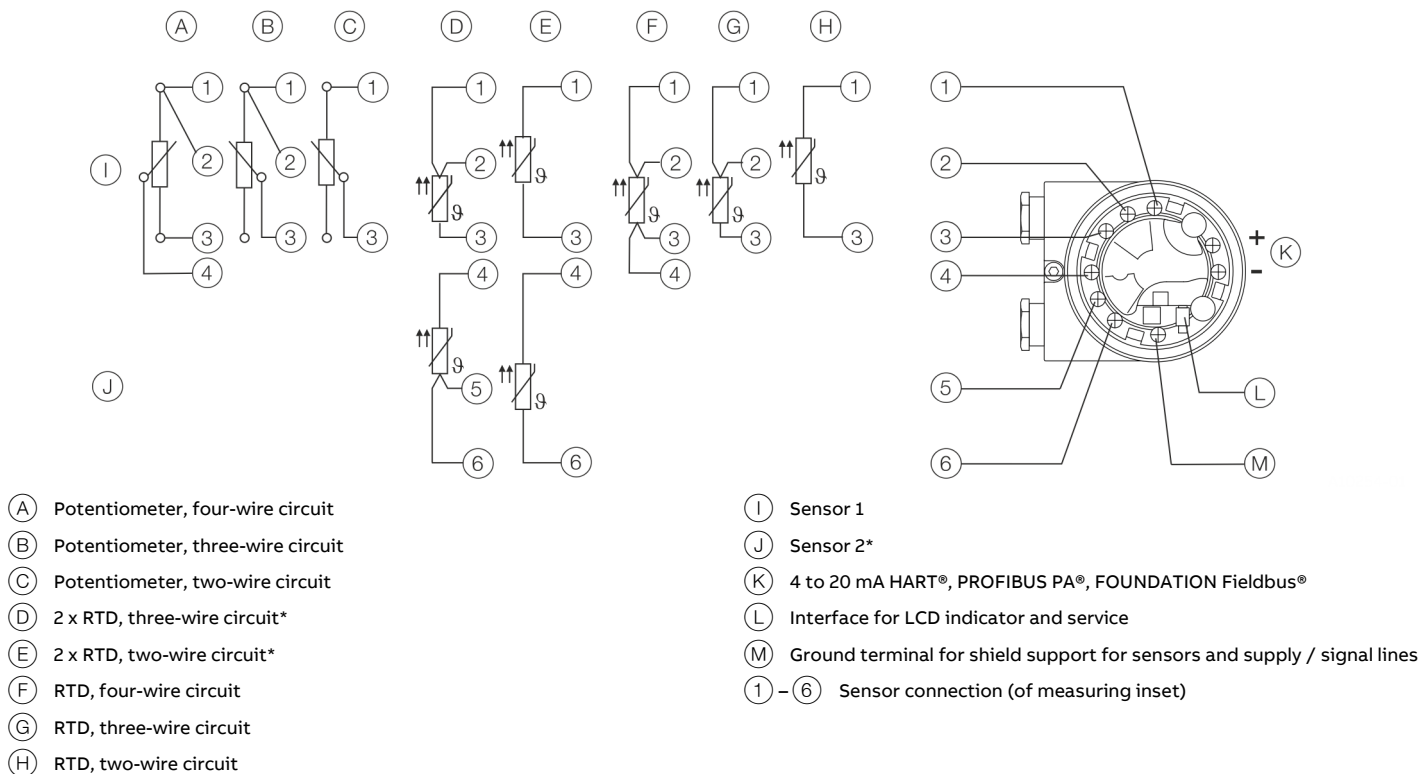 A B C D E F G H
1 1 1 1 1 1 1 1 1
2 2 2 2 2 2
I ϑ ϑ ϑ ϑ ϑ
3 3 3 3 3 3 3 3 3 + K
4 4 4 4 4 -
ϑ ϑ
J 5 5 L
6 6 6 M
A Potentiometer, four-wire circuit
B Potentiometer, three-wire circuit
C Potentiometer, two-wire circuit
D 2 x RTD, three-wire circuit*
E 2 x RTD, two-wire circuit*
F RTD, four-wire circuit
G RTD, three-wire circuit
H RTD, two-wire circuit
I Sensor 1
J Sensor 2*
K 4 to 20 mA HART®, PROFIBUS PA®, FOUNDATION Fieldbus®
L Interface for LCD indicator and service
M Ground terminal for shield support for sensors and supply / signal lines
1 – 6 Sensor connection (of measuring inset)